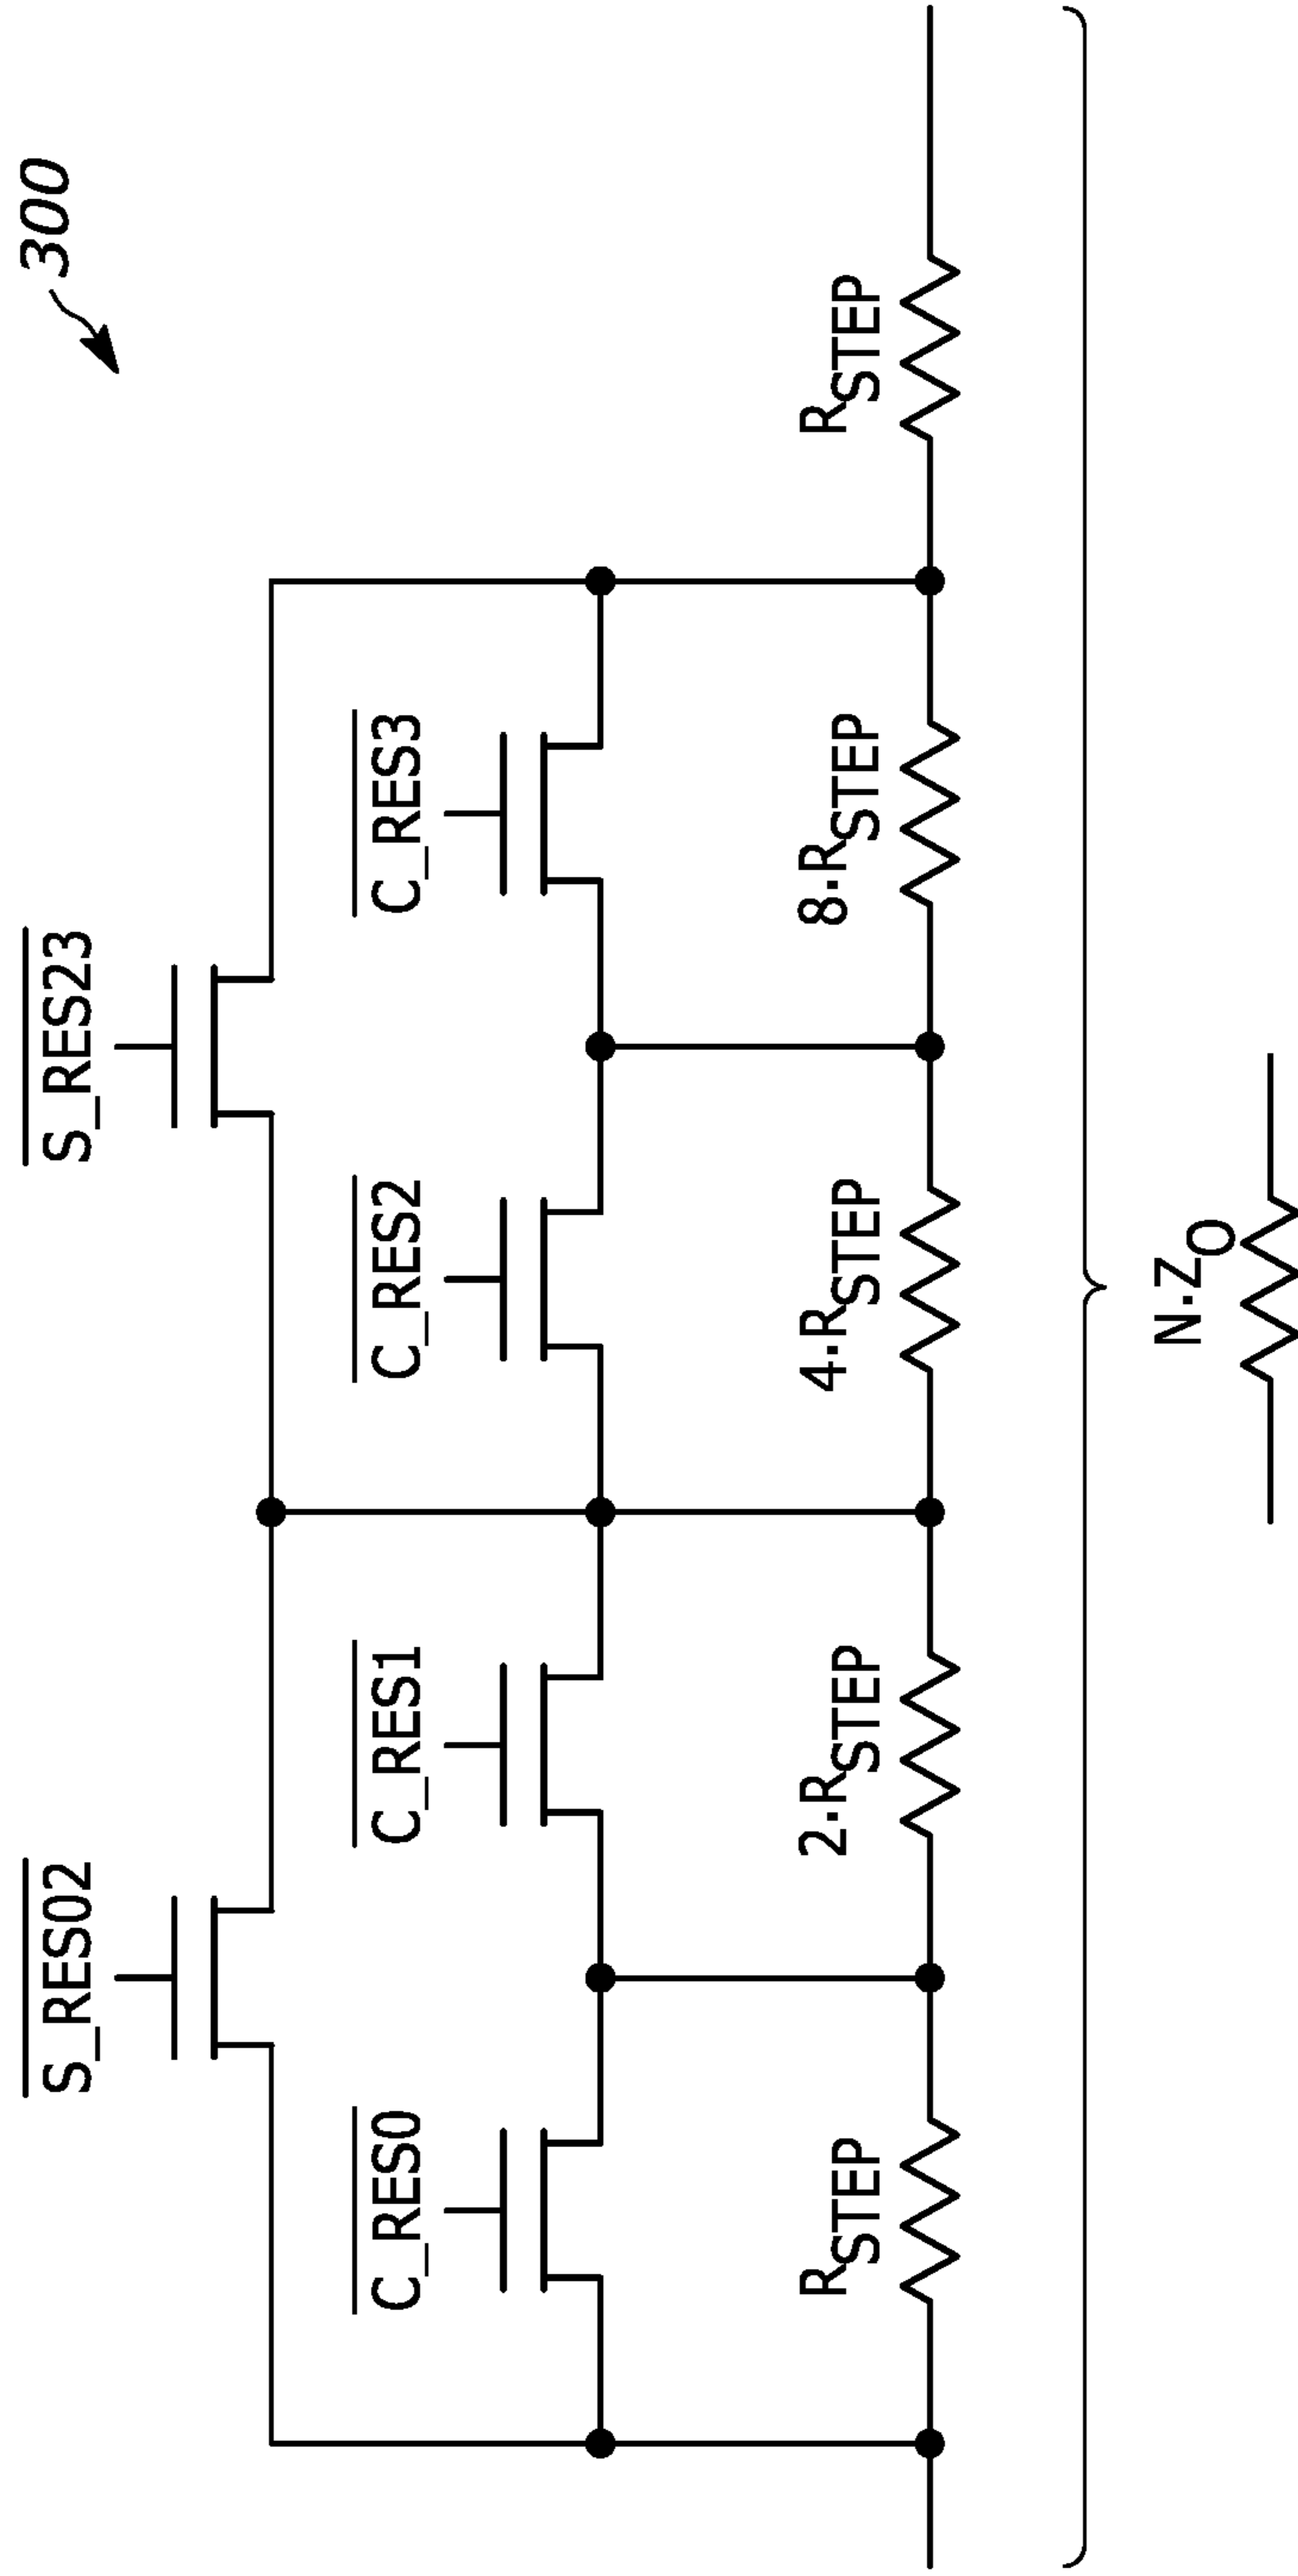 300
S_RES02
S_RES23
C_RES0
C_RES1
C_RES2
C_RES3
RSTEP
2·RSTEP
4·RSTEP
8·RSTEP
RSTEP
N·ZO